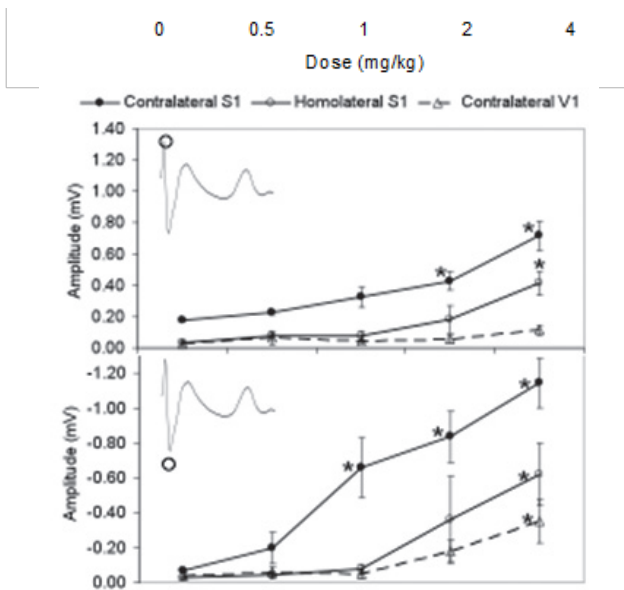 0 0.5 1 2 4
Dose (mg/kg)
Contralateral S1 Homolateral S1 Contralateral V1
1.40
1.20
1.00
0.80
0.60
0.40
0.20
0.00
Amplitude (mV)
* * *
-1.20
-1.00
-0.80
-0.60
-0.40
-0.20
0.00
Amplitude (mV)
* * * * *